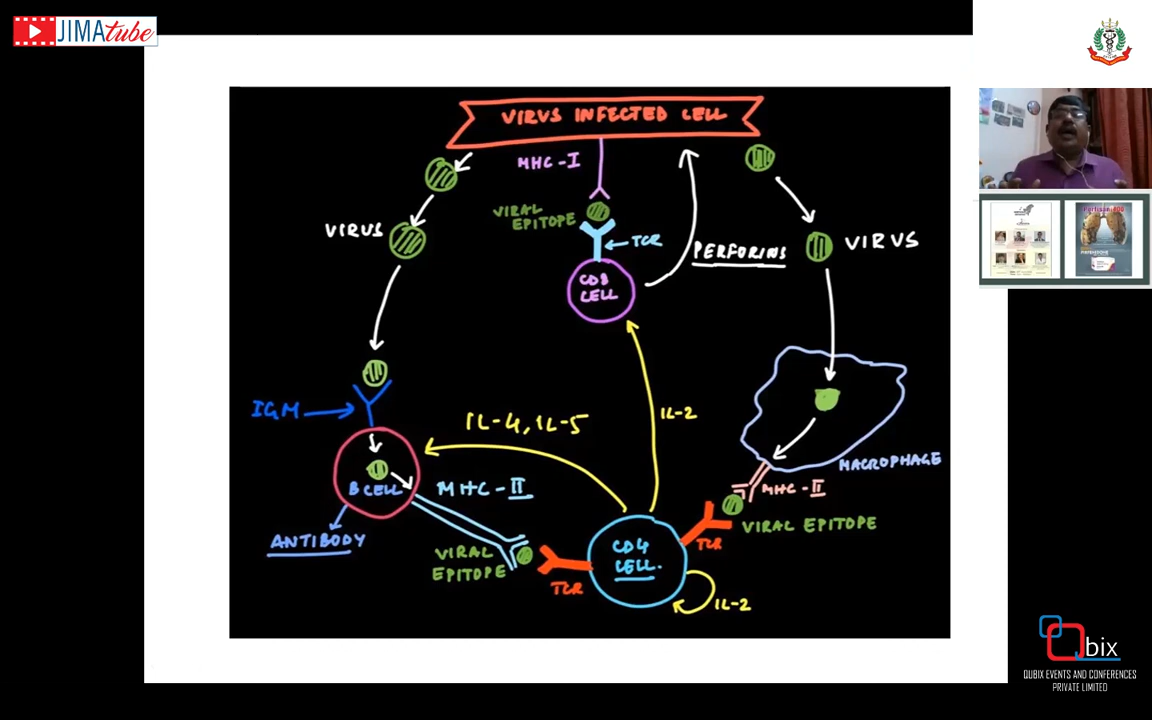 JIMAtube
VIRUS INFECTED CELL
MHC-I
VIRAL
EPITOPE
TCR
VIRUS
PERFORINS
VIRUS
CD8
CELL
IGM
IL-4, IL-5
IL-2
MACROPHAGE
B CELL
MHC-II
MHC-II
ANTIBODY
VIRAL EPITOPE
VIRAL
EPITOPE
TCR
CD4
CELL.
TCR
IL-2
Qbix
QUBIX EVENTS AND CONFERENCES
PRIVATE LIMITED